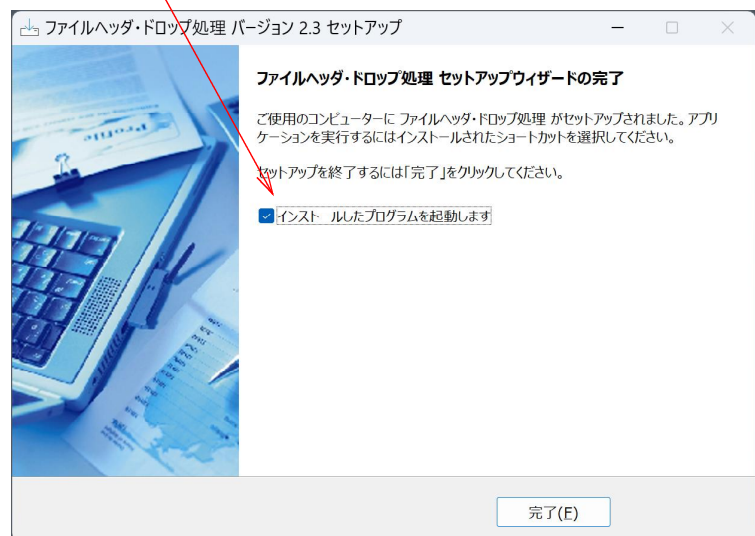 ファイルヘッダ・ドロップ処理 バージョン 2.3 セットアップ
ファイルヘッダ・ドロップ処理 セットアップウィザードの完了
ご使用のコンピューターに ファイルヘッダ・ドロップ処理 がセットアップされました。アプリ
ケーションを実行するにはインストールされたショートカットを選択してください。
セットアップを終了するには「完了」をクリックしてください。
インスト ルしたプログラムを起動します
Profile
完了(F)